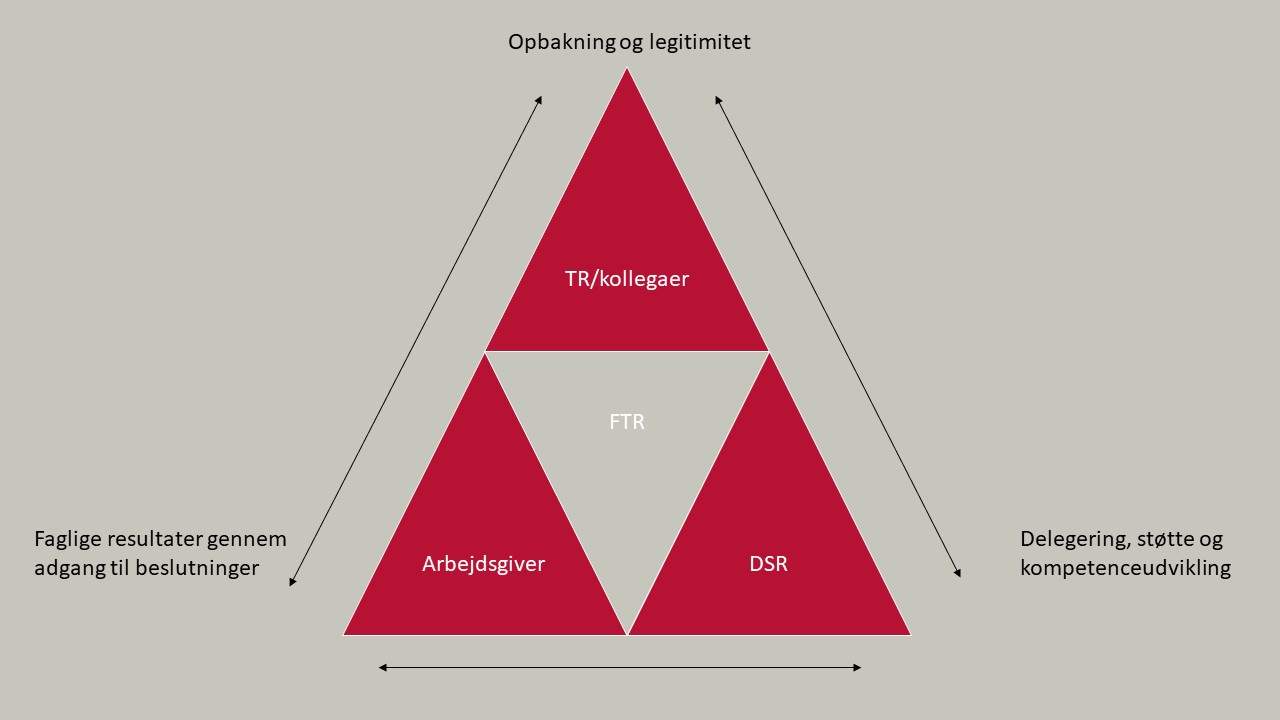 Opbakning og legitimitet
TR/kollegaer
FTR
Faglige resultater gennem
adgang til beslutninger
Arbejdsgiver
DSR
Delegering, støtte og
kompetenceudvikling